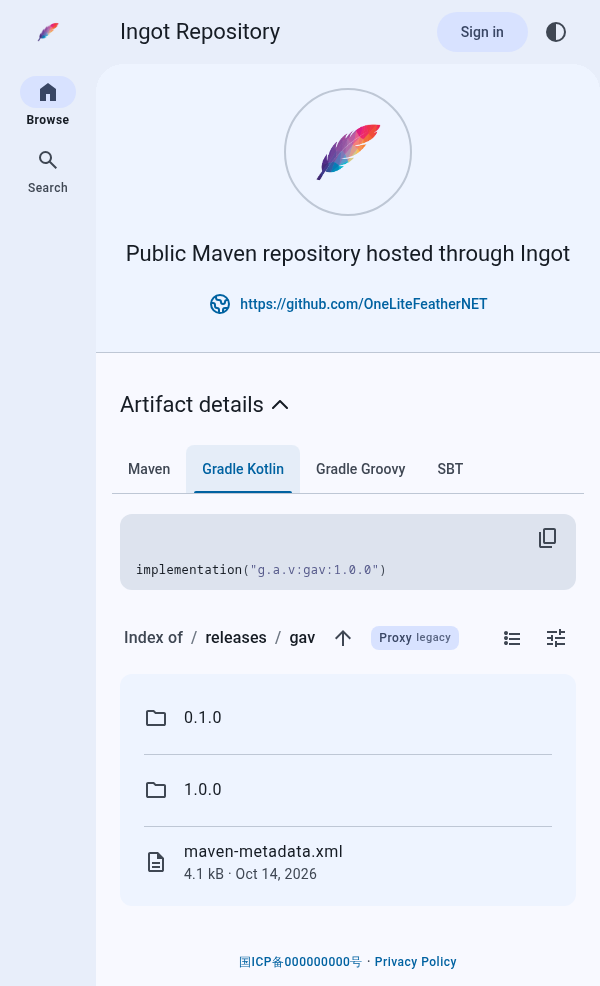 Ingot Repository
Sign in
Browse
Search
Public Maven repository hosted through Ingot
https://github.com/OneLiteFeatherNET
Artifact details
Maven Gradle Kotlin Gradle Groovy SBT
implementation("g.a.v:gav:1.0.0")
Index of / releases / gav Proxy legacy
0.1.0
1.0.0
maven-metadata.xml
4.1 kB · Oct 14, 2026
国ICP备000000000号 · Privacy Policy